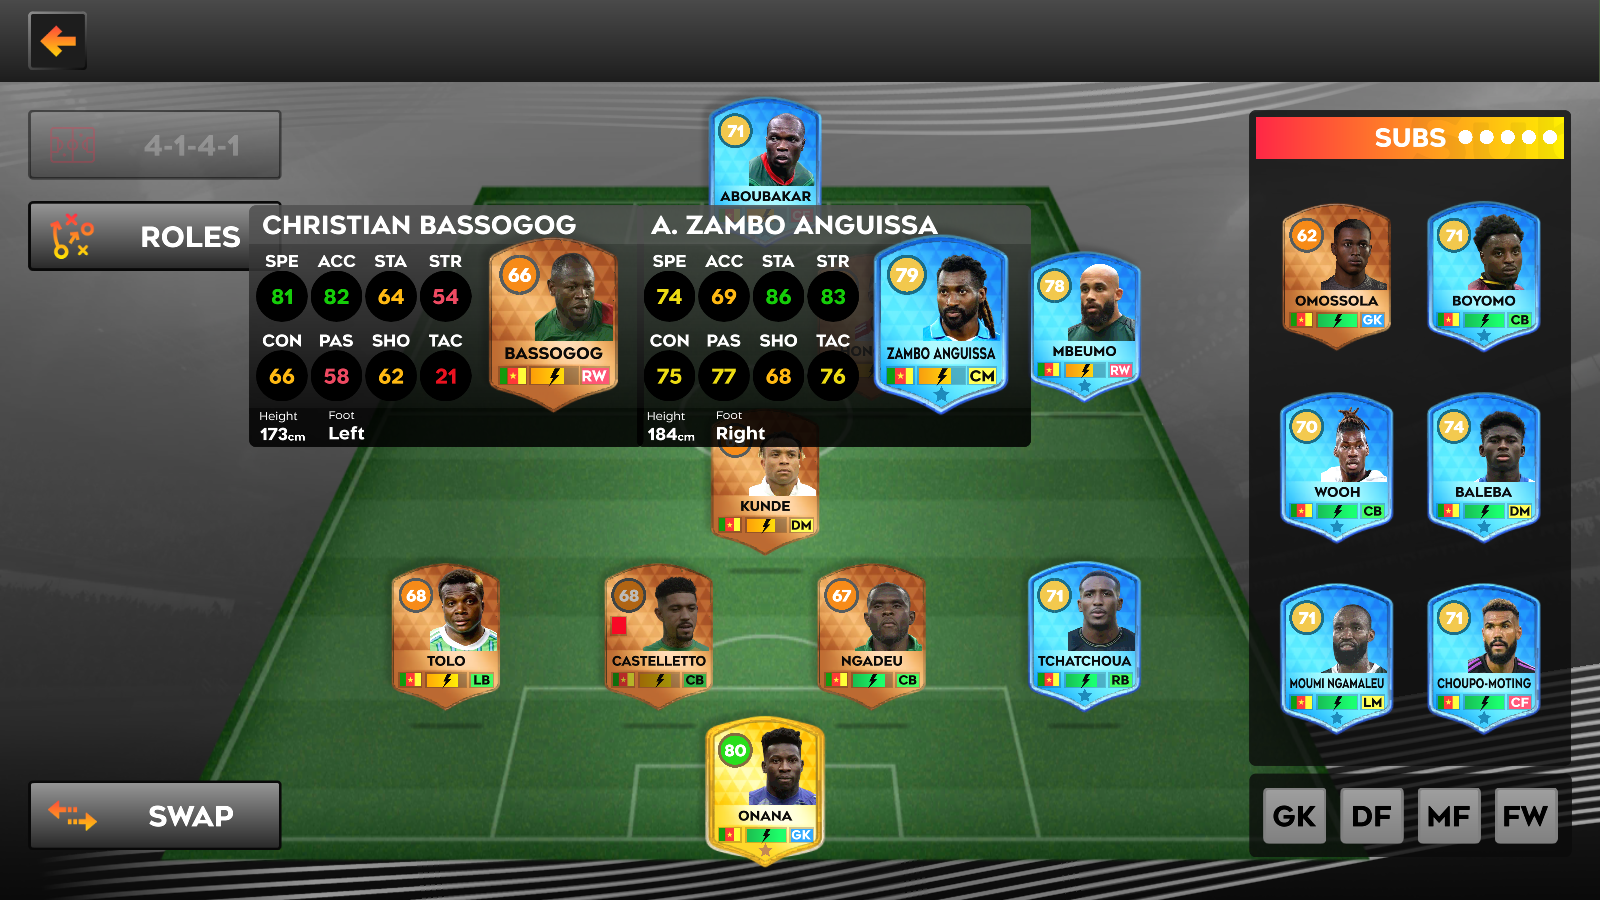 4-1-4-1
ROLES
SWAP
71
ABOUBAKAR
CHRISTIAN BASSOGOG
SPE ACC STA STR
81 82 64 54
CON PAS SHO TAC
66 58 62 21
Height Foot
173cm Left
66
BASSOGOG
RW
A. ZAMBO ANGUISSA
SPE ACC STA STR
74 69 86 83
CON PAS SHO TAC
75 77 68 76
Height Foot
184cm Right
79
ZAMBO ANGUISSA
CM
78
MBEUMO
RW
KUNDE
DM
68
TOLO
LB
68
CASTELLETTO
CB
67
NGADEU
CB
71
TCHATCHOUA
RB
80
ONANA
GK
SUBS
62
OMOSSOLA
GK
71
BOYOMO
CB
70
WOOH
CB
74
BALEBA
DM
71
MOUMI NGAMALEU
LM
71
CHOUPO-MOTING
CF
GK DF MF FW